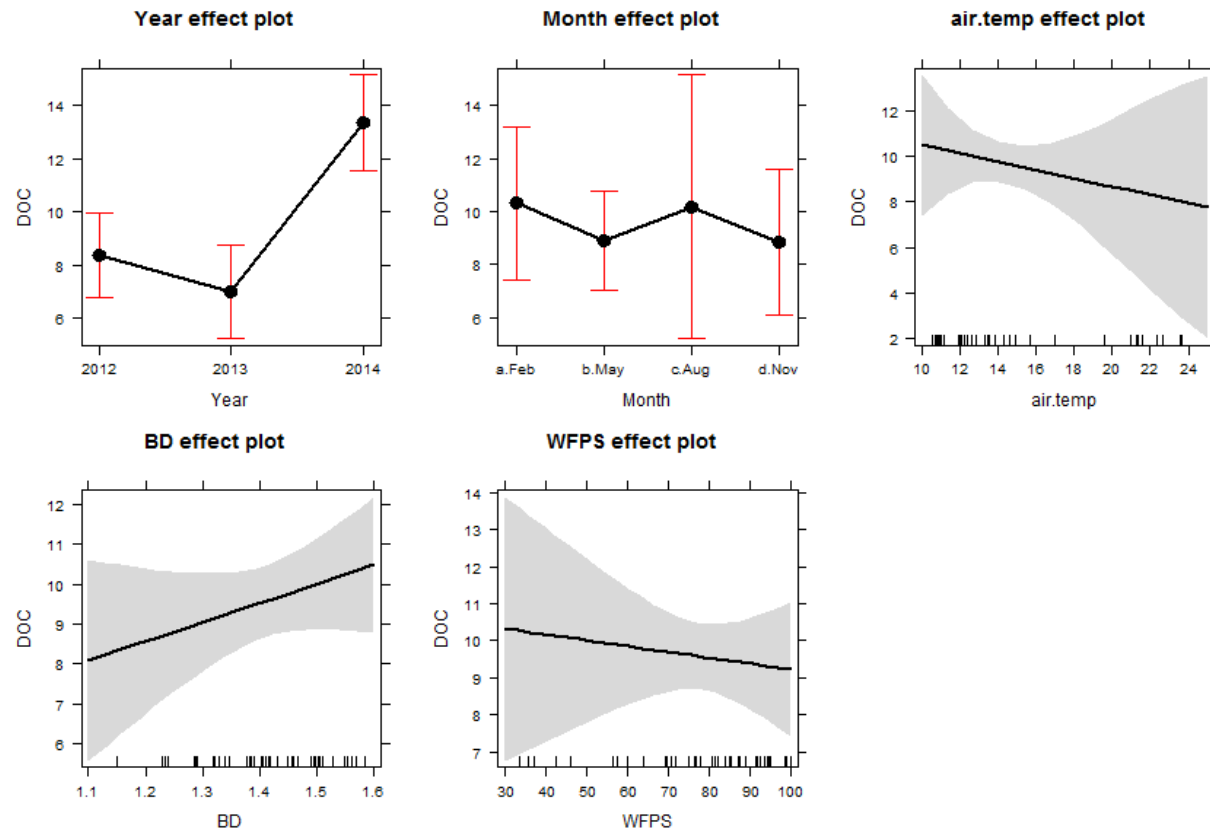 Year effect plot
14
12
10
8
6
DOC
2012 2013 2014
Year
Month effect plot
14
12
10
8
6
DOC
a.Feb b.May c.Aug d.Nov
Month
air.temp effect plot
12
10
8
6
4
2
DOC
10 12 14 16 18 20 22 24
air.temp
BD effect plot
12
11
10
9
8
7
6
DOC
1.1 1.2 1.3 1.4 1.5 1.6
BD
WFPS effect plot
14
13
12
11
10
9
8
7
DOC
30 40 50 60 70 80 90 100
WFPS